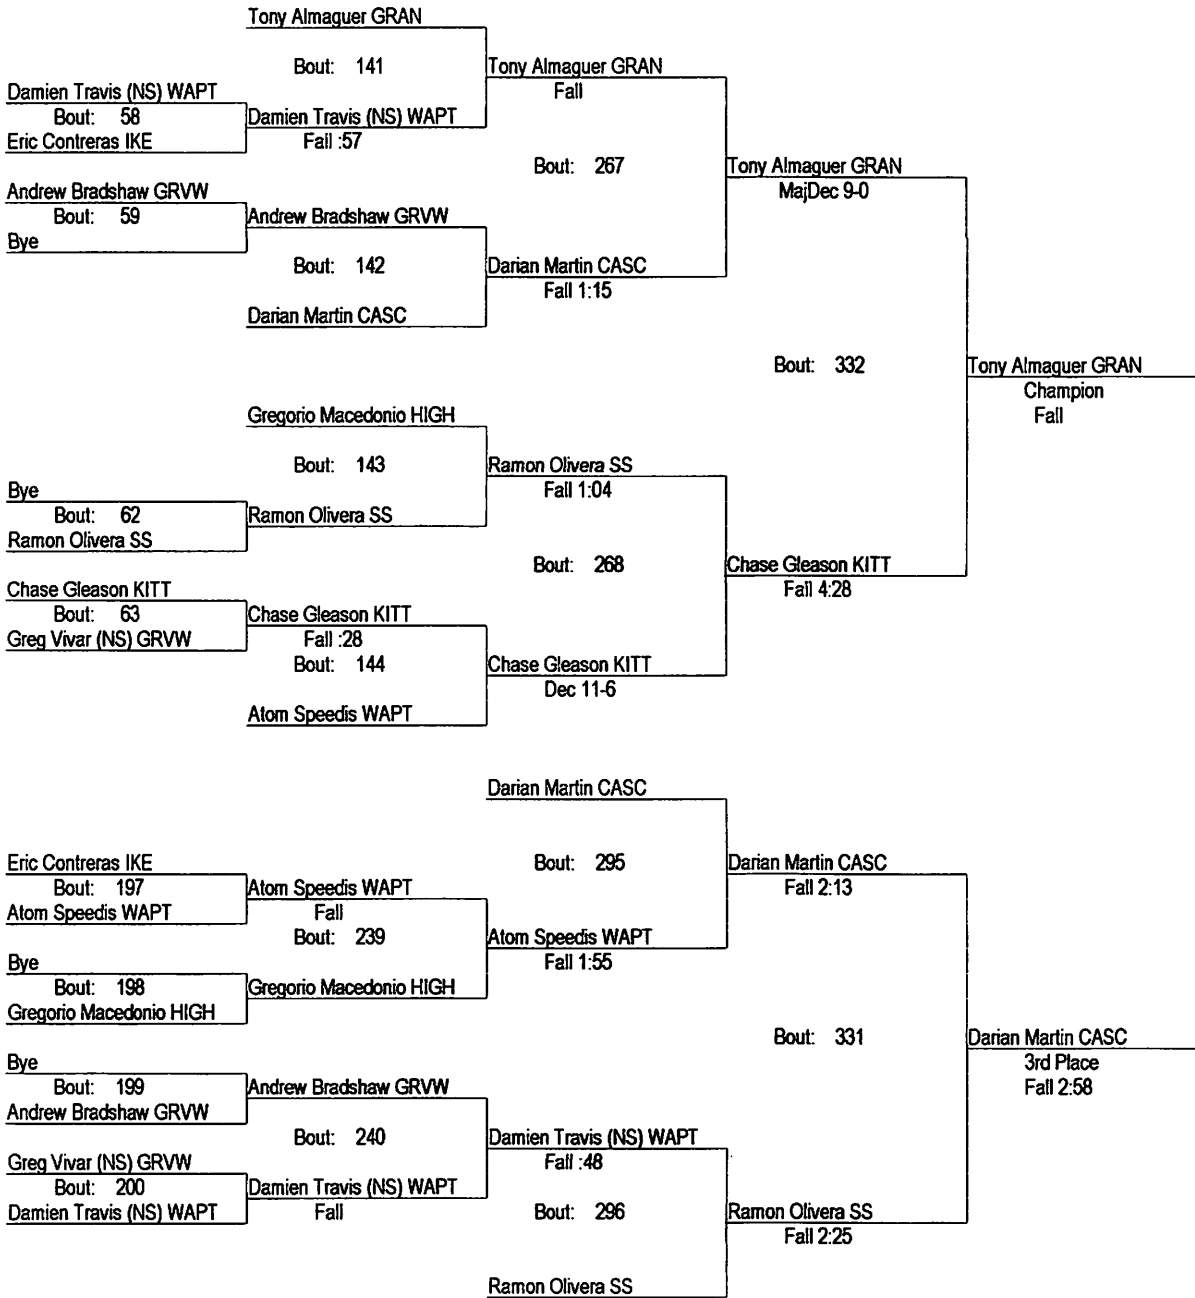 Tony Almaguer GRAN
Bout: 141
Tony Almaguer GRAN
Fall
Damien Travis (NS) WAPT
Bout: 58
Eric Contreras IKE
Damien Travis (NS) WAPT
Fall :57
Bout: 267
Tony Almaguer GRAN
MajDec 9-0
Andrew Bradshaw GRVW
Bout: 59
Bye
Andrew Bradshaw GRVW
Bout: 142
Darian Martin CASC
Fall 1:15
Darian Martin CASC
Bout: 332
Tony Almaguer GRAN
Champion
Fall
Gregorio Macedonio HIGH
Bout: 143
Ramon Olivera SS
Fall 1:04
Bye
Bout: 62
Ramon Olivera SS
Ramon Olivera SS
Bout: 268
Chase Gleason KITT
Fall 4:28
Chase Gleason KITT
Bout: 63
Greg Vivar (NS) GRVW
Chase Gleason KITT
Fall :28
Bout: 144
Chase Gleason KITT
Dec 11-6
Atom Speedis WAPT
Darian Martin CASC
Bout: 295
Darian Martin CASC
Fall 2:13
Eric Contreras IKE
Bout: 197
Atom Speedis WAPT
Atom Speedis WAPT
Fall
Bout: 239
Atom Speedis WAPT
Fall 1:55
Bye
Bout: 198
Gregorio Macedonio HIGH
Gregorio Macedonio HIGH
Bout: 331
Darian Martin CASC
3rd Place
Fall 2:58
Bye
Bout: 199
Andrew Bradshaw GRVW
Andrew Bradshaw GRVW
Bout: 240
Damien Travis (NS) WAPT
Fall :48
Greg Vivar (NS) GRVW
Bout: 200
Damien Travis (NS) WAPT
Damien Travis (NS) WAPT
Fall
Bout: 296
Ramon Olivera SS
Fall 2:25
Ramon Olivera SS